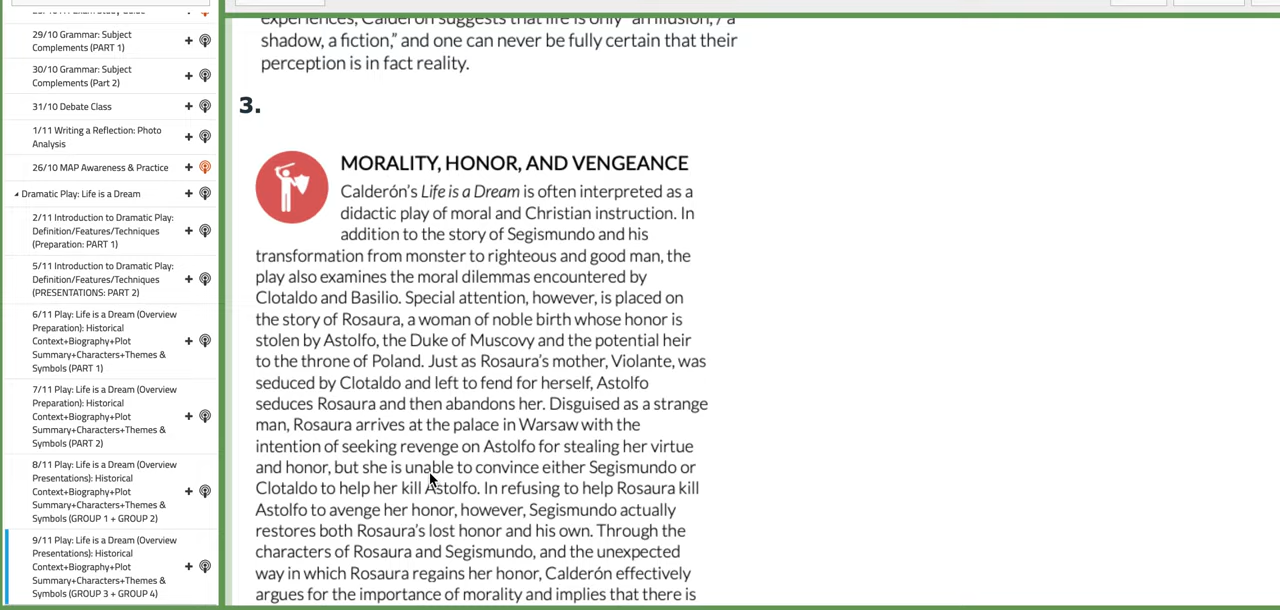 29/10 Grammar: Subject
Complements (PART 1)
30/10 Grammar: Subject
Complements (Part 2)
31/10 Debate Class
1/11 Writing a Reflection: Photo
Analysis
26/10 MAP Awareness & Practice
Dramatic Play: Life is a Dream
2/11 Introduction to Dramatic Play:
Definition/Features/Techniques
(Preparation: PART 1)
5/11 Introduction to Dramatic Play:
Definition/Features/Techniques
(PRESENTATIONS: PART 2)
6/11 Play: Life is a Dream (Overview
Preparation): Historical
Context+Biography+Plot
Summary+Characters+Themes &
Symbols (PART 1)
7/11 Play: Life is a Dream (Overview
Preparation): Historical
Context+Biography+Plot
Summary+Characters+Themes &
Symbols (PART 2)
8/11 Play: Life is a Dream (Overview
Presentations): Historical
Context+Biography+Plot
Summary+Characters+Themes &
Symbols (GROUP 1 + GROUP 2)
9/11 Play: Life is a Dream (Overview
Presentations): Historical
Context+Biography+Plot
Summary+Characters+Themes &
Symbols (GROUP 3 + GROUP 4)
experiences, Calderón suggests that life is only "an illusion, / a
shadow, a fiction," and one can never be fully certain that their
perception is in fact reality.
3.
MORALITY, HONOR, AND VENGEANCE
Calderón's Life is a Dream is often interpreted as a
didactic play of moral and Christian instruction. In
addition to the story of Segismundo and his
transformation from monster to righteous and good man, the
play also examines the moral dilemmas encountered by
Clotaldo and Basilio. Special attention, however, is placed on
the story of Rosaura, a woman of noble birth whose honor is
stolen by Astolfo, the Duke of Muscovy and the potential heir
to the throne of Poland. Just as Rosaura's mother, Violante, was
seduced by Clotaldo and left to fend for herself, Astolfo
seduces Rosaura and then abandons her. Disguised as a strange
man, Rosaura arrives at the palace in Warsaw with the
intention of seeking revenge on Astolfo for stealing her virtue
and honor, but she is unable to convince either Segismundo or
Clotaldo to help her kill Astolfo. In refusing to help Rosaura kill
Astolfo to avenge her honor, however, Segismundo actually
restores both Rosaura's lost honor and his own. Through the
characters of Rosaura and Segismundo, and the unexpected
way in which Rosaura regains her honor, Calderón effectively
argues for the importance of morality and implies that there is